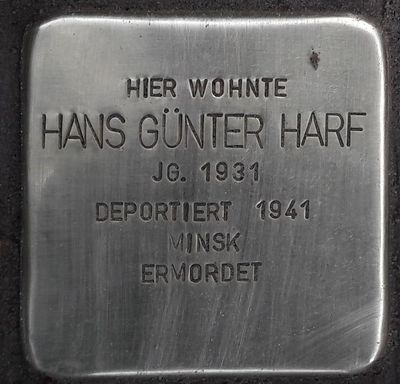 HIER WOHNTE
HANS GÜNTER HARF
JG. 1931
DEPORTIERT 1941
MINSK
ERMORDET